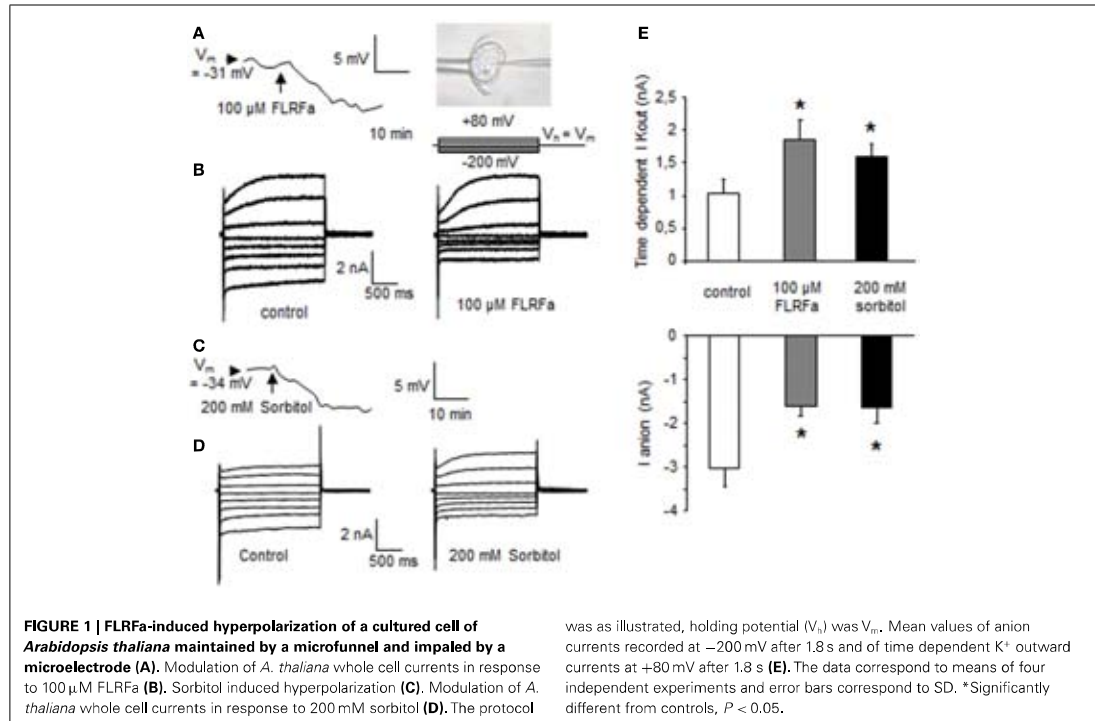 A
Vm
= -31 mV
100 µM FLRFa
5 mV
10 min
+80 mV
Vh = Vm
-200 mV
B
control
2 nA
500 ms
100 µM FLRFa
C
Vm
= -34 mV
200 mM Sorbitol
5 mV
10 min
D
Control
2 nA
500 ms
200 mM Sorbitol
E
Time dependent I Kout (nA)
2,5
2
1,5
1
0,5
0
control
100 µM
FLRFa
200 mM
sorbitol
*
*
I anion (nA)
0
-1
-2
-3
-4
*
*
FIGURE 1 | FLRFa-induced hyperpolarization of a cultured cell of
Arabidopsis thaliana maintained by a microfunnel and impaled by a
microelectrode (A). Modulation of A. thaliana whole cell currents in response
to 100 µM FLRFa (B). Sorbitol induced hyperpolarization (C). Modulation of A.
thaliana whole cell currents in response to 200 mM sorbitol (D). The protocol
was as illustrated, holding potential (Vh) was Vm. Mean values of anion
currents recorded at −200 mV after 1.8 s and of time dependent K+ outward
currents at +80 mV after 1.8 s (E). The data correspond to means of four
independent experiments and error bars correspond to SD. *Significantly
different from controls, P < 0.05.